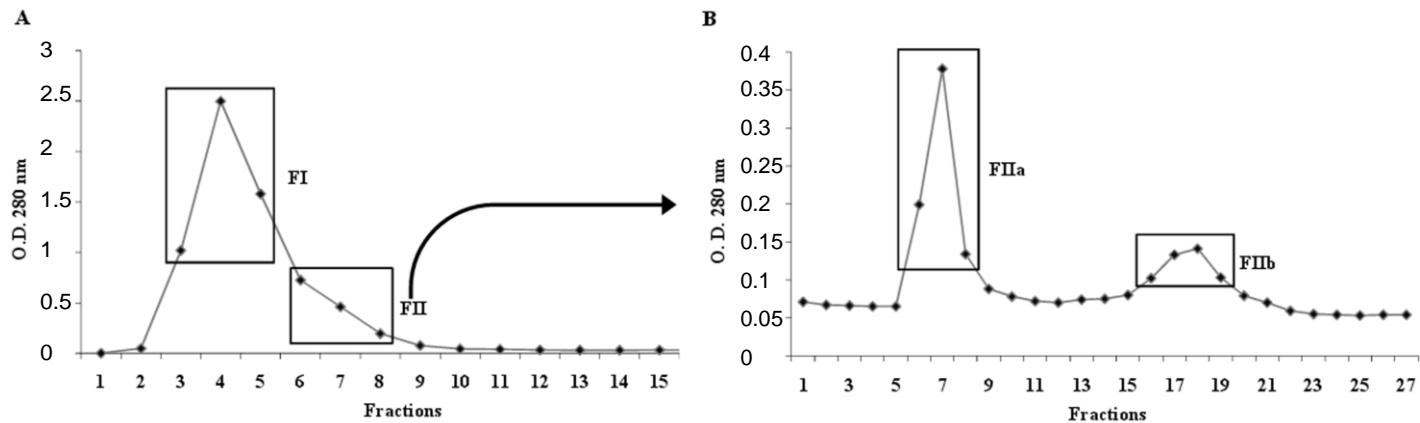 A
3
2.5
2
1
0.5
0
O.D. 280 nm
FI
FII
1 2 3 4 5 6 7 8 9 10 11 12 13 14 15
Fractions
B
0.4
0.35
0.3
0.25
0.2
0.15
0.1
0.05
0
O. D. 280 nm
FIIa
FIIb
1 3 5 7 9 11 13 15 17 19 21 23 25 27
Fractions